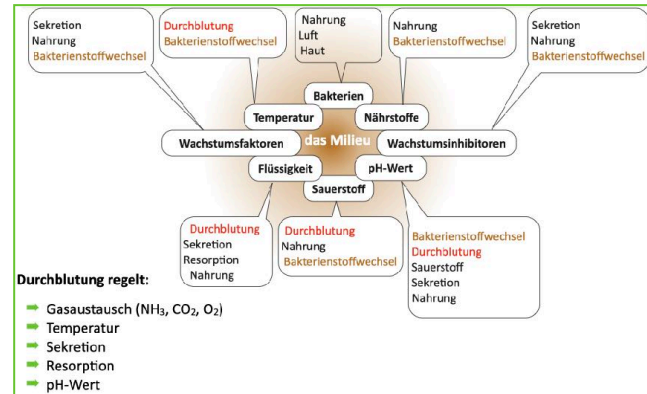 Sekretion
Nahrung
Bakterienstoffwechsel
Durchblutung
Bakterienstoffwechsel
Nahrung
Luft
Haut
Nahrung
Bakterienstoffwechsel
Sekretion
Nahrung
Bakterienstoffwechsel
Bakterien
Temperatur
Nährstoffe
Wachstumsfaktoren
das Milieu
Wachstumsinhibitoren
Flüssigkeit
pH-Wert
Sauerstoff
Durchblutung
Sekretion
Resorption
Nahrung
Durchblutung
Nahrung
Bakterienstoffwechsel
Bakterienstoffwechsel
Durchblutung
Sauerstoff
Sekretion
Nahrung
Durchblutung regelt:
Gasaustausch (NH₃, CO₂, O₂)
Temperatur
Sekretion
Resorption
pH-Wert